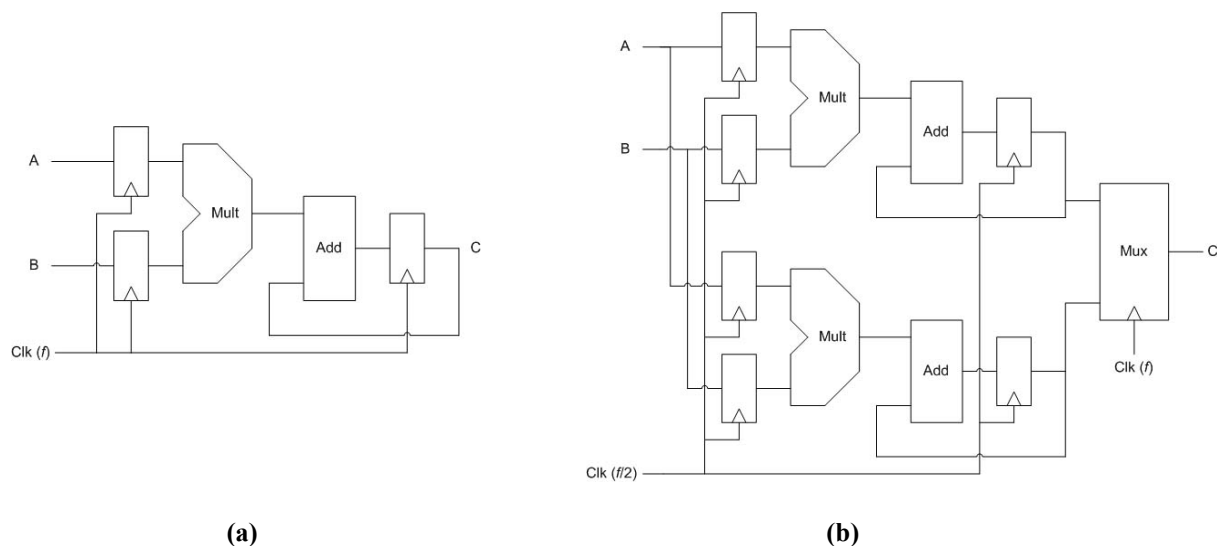 A
B
Mult
Add
C
Clk (f)
(a)
A
B
Mult
Add
Mux
C
Clk (f)
Mult
Add
Clk (f/2)
(b)